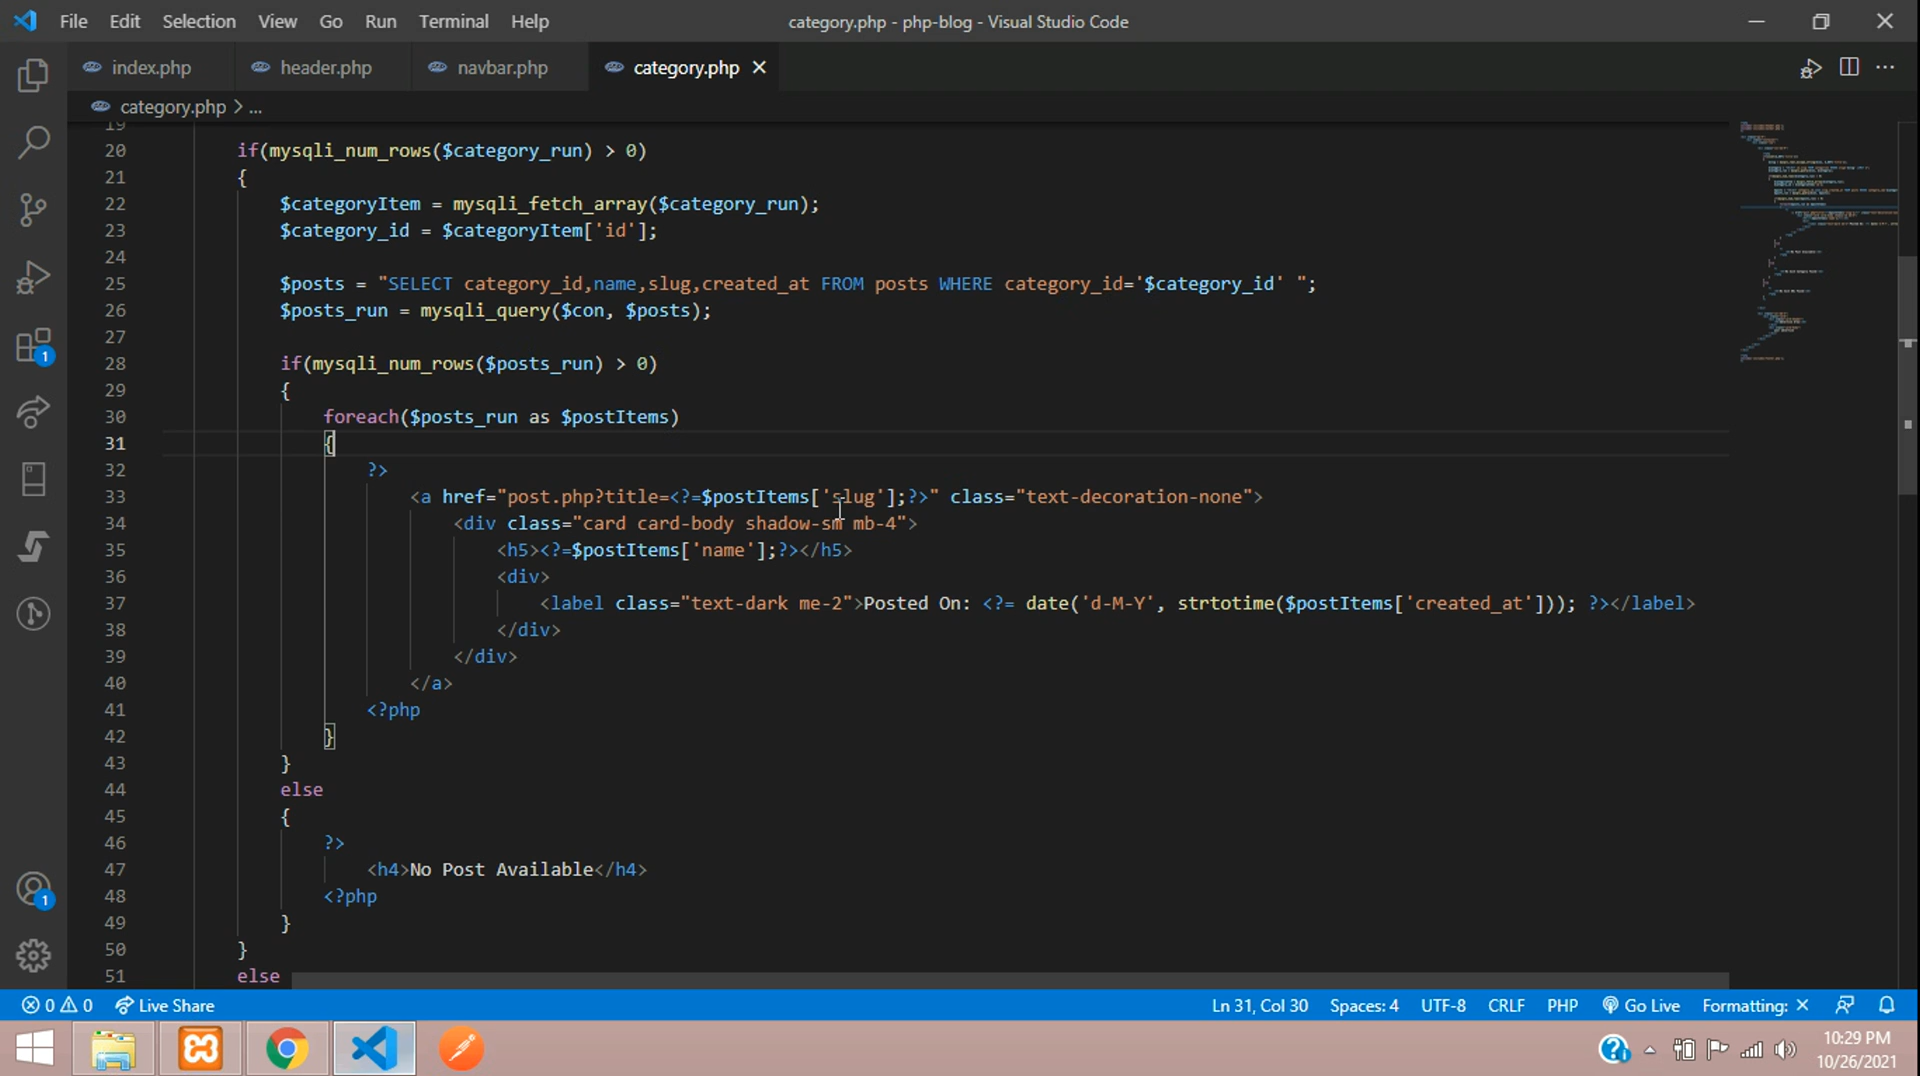 File Edit Selection View Go Run Terminal Help category.php - php-blog - Visual Studio Code
index.php header.php navbar.php category.php
category.php > ...
19
20 if(mysqli_num_rows($category_run) > 0)
21 {
22 $categoryItem = mysqli_fetch_array($category_run);
23 $category_id = $categoryItem['id'];
24
25 $posts = "SELECT category_id,name,slug,created_at FROM posts WHERE category_id='$category_id' ";
26 $posts_run = mysqli_query($con, $posts);
27
28 if(mysqli_num_rows($posts_run) > 0)
29 {
30 foreach($posts_run as $postItems)
31 {
32 ?>
33 <a href="post.php?title=<?=$postItems['slug'];?>" class="text-decoration-none">
34 <div class="card card-body shadow-sm mb-4">
35 <h5><?=$postItems['name'];?></h5>
36 <div>
37 <label class="text-dark me-2">Posted On: <?= date('d-M-Y', strtotime($postItems['created_at'])); ?></label>
38 </div>
39 </div>
40 </a>
41 <?php
42 }
43 }
44 else
45 {
46 ?>
47 <h4>No Post Available</h4>
48 <?php
49 }
50 }
51 else
1
1
0 0 Live Share Ln 31, Col 30 Spaces: 4 UTF-8 CRLF PHP Go Live Formatting: ×
10:29 PM
10/26/2021